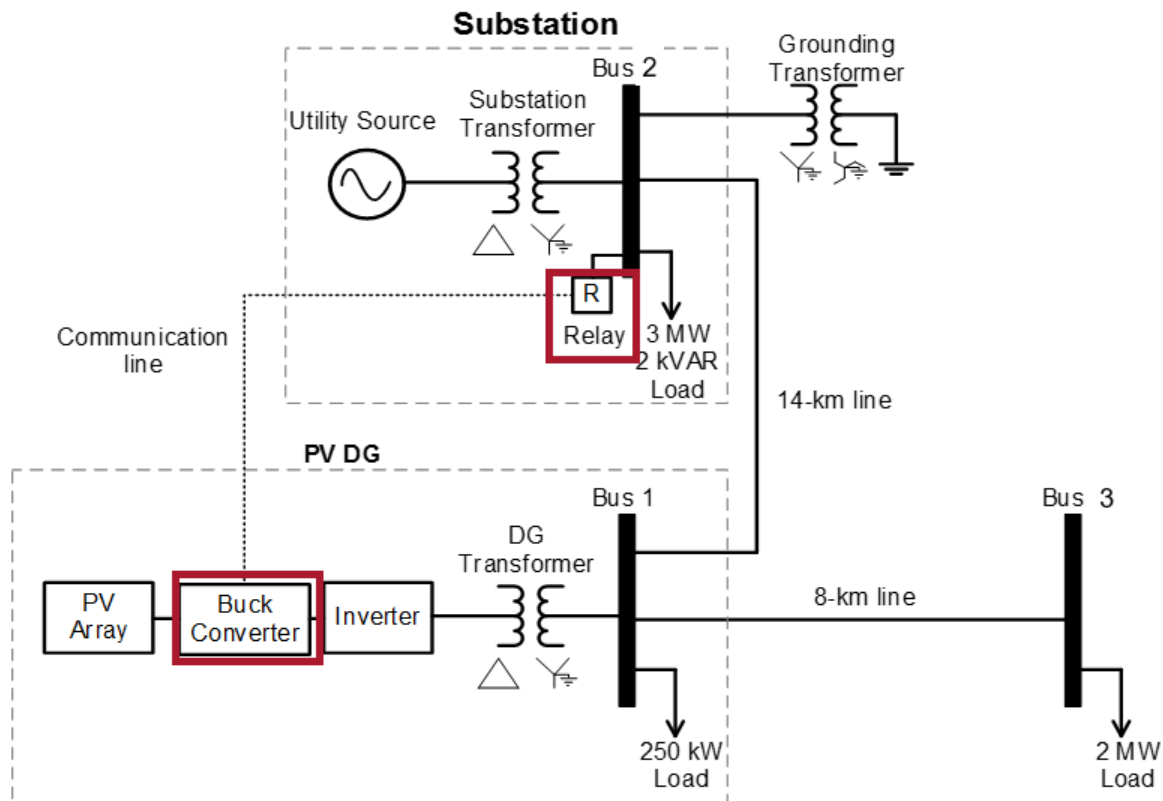 Substation
Grounding
Transformer
Bus 2
Substation
Transformer
Utility Source
R
Relay
3 MW
2 kVAR
Load
Communication
line
14-km line
PV DG
Bus 1
Bus 3
DG
Transformer
PV
Array
Buck
Converter
Inverter
8-km line
250 kW
Load
2 MW
Load